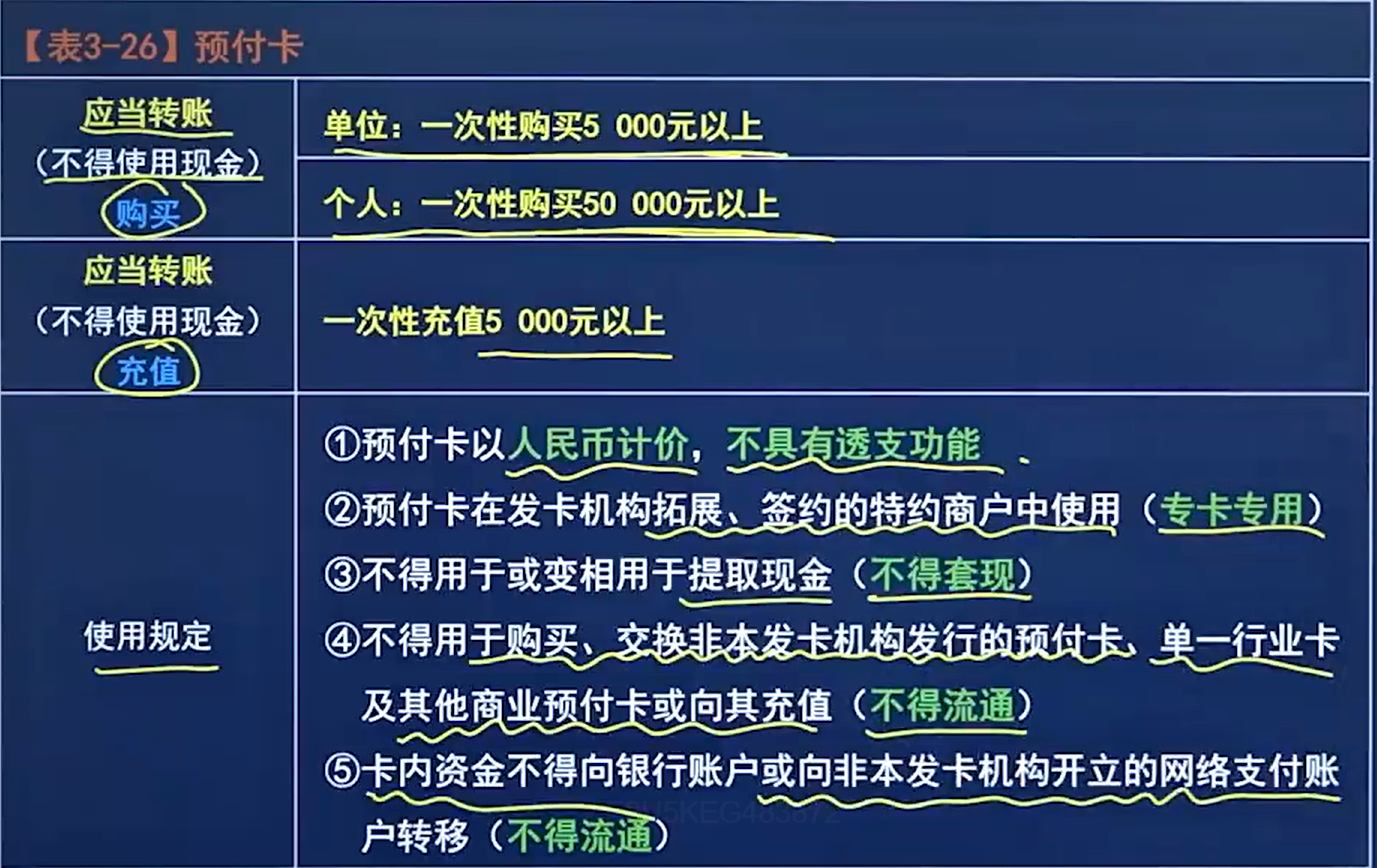 【表3-26】预付卡
应当转账
（不得使用现金）
购买
单位：一次性购买5 000元以上
个人：一次性购买50 000元以上
应当转账
（不得使用现金）
充值
一次性充值5 000元以上
使用规定
①预付卡以人民币计价，不具有透支功能
②预付卡在发卡机构拓展、签约的特约商户中使用（专卡专用）
③不得用于或变相用于提取现金（不得套现）
④不得用于购买、交换非本发卡机构发行的预付卡、单一行业卡
及其他商业预付卡或向其充值（不得流通）
⑤卡内资金不得向银行账户或向非本发卡机构开立的网络支付账
户转移（不得流通）